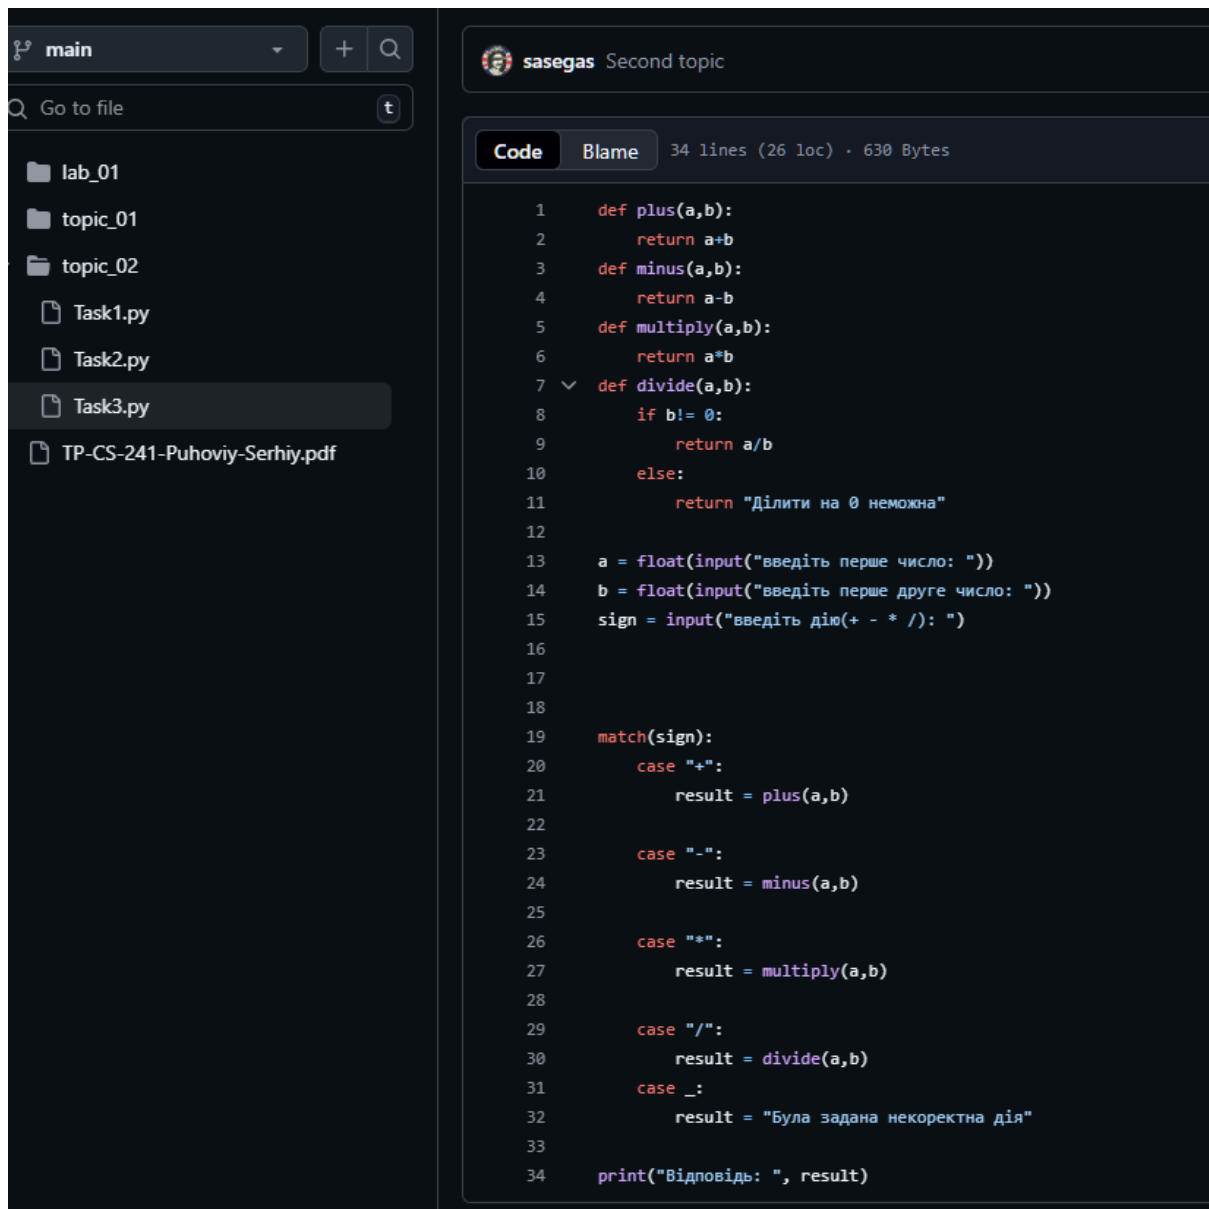 main
Go to file
t
lab_01
topic_01
topic_02
Task1.py
Task2.py
Task3.py
TP-CS-241-Puhoviy-Serhiy.pdf
sasegas Second topic
Code Blame 34 lines (26 loc) · 630 Bytes
1 def plus(a,b):
2     return a+b
3 def minus(a,b):
4     return a-b
5 def multiply(a,b):
6     return a*b
7 def divide(a,b):
8     if b!= 0:
9         return a/b
10     else:
11         return "Ділити на 0 неможна"
12
13 a = float(input("введіть перше число: "))
14 b = float(input("введіть перше друге число: "))
15 sign = input("введіть дію(+ - * /): ")
16
17
18
19 match(sign):
20     case "+":
21         result = plus(a,b)
22
23     case "-":
24         result = minus(a,b)
25
26     case "*":
27         result = multiply(a,b)
28
29     case "/":
30         result = divide(a,b)
31     case _:
32         result = "Була задана некоректна дія"
33
34 print("Відповідь: ", result)